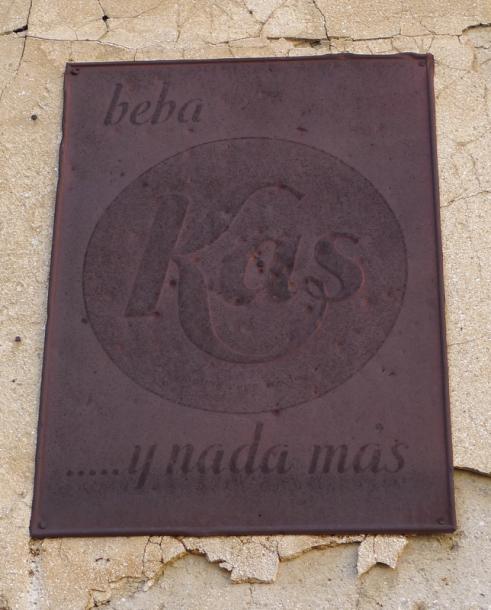 beba
Kas
.....y nada más